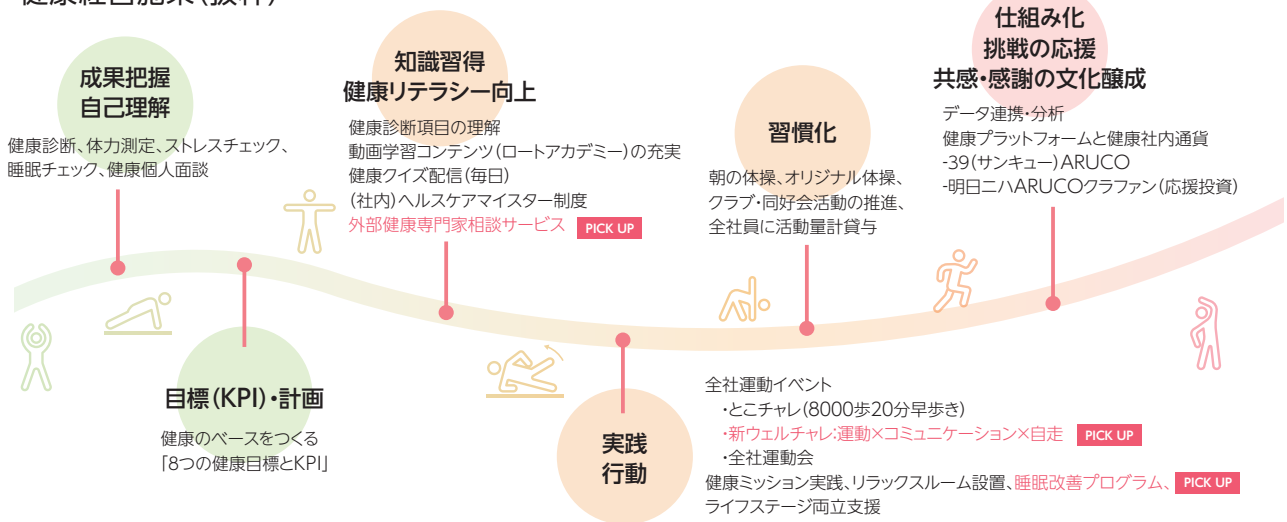 健康経営施策(抜粋)
成果把握
自己理解
健康診断、体力測定、ストレスチェック、
睡眠チェック、健康個人面談
目標(KPI)・計画
健康のベースをつくる
「8つの健康目標とKPI」
知識習得
健康リテラシー向上
健康診断項目の理解
動画学習コンテンツ(ロートアカデミー)の充実
健康クイズ配信(毎日)
(社内)ヘルスケアマイスター制度
外部健康専門家相談サービス PICK UP
実践
行動
全社運動イベント
・とこチャレ(8000歩20分早歩き)
・新ウェルチャレ:運動×コミュニケーション×自走 PICK UP
・全社運動会
健康ミッション実践、リラックスルーム設置、睡眠改善プログラム、 PICK UP
ライフステージ両立支援
習慣化
朝の体操、オリジナル体操、
クラブ・同好会活動の推進、
全社員に活動量計貸与
仕組み化
挑戦の応援
共感・感謝の文化醸成
データ連携・分析
健康プラットフォームと健康社内通貨
-39(サンキュー)ARUCO
-明日ニハARUCOクラファン(応援投資)